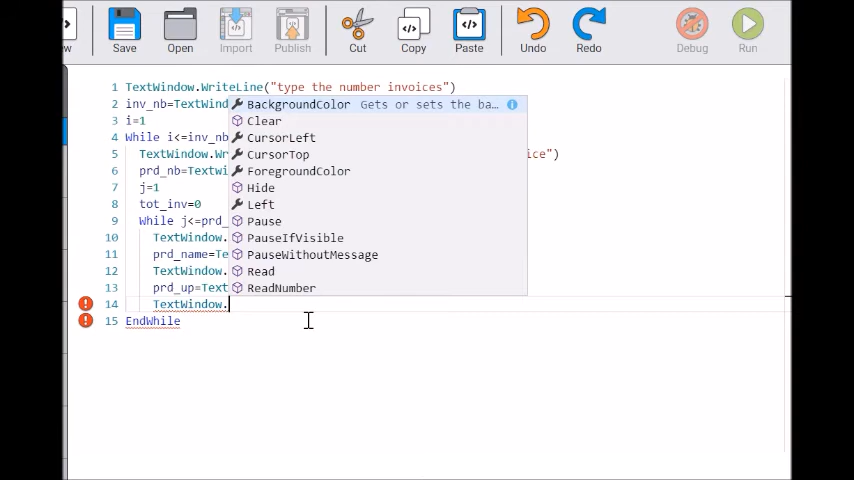 ew Save Open Import Publish Cut Copy Paste Undo Redo Debug Run
1 TextWindow.WriteLine("type the number invoices")
2 inv_nb=TextWind
3 i=1
4 While i<=inv_nb
5 TextWindow.Wr ice")
6 prd_nb=Textwi
7 j=1
8 tot_inv=0
9 While j<=prd_
10 TextWindow.
11 prd_name=Te
12 TextWindow.
13 prd_up=Text
14 TextWindow.
15 EndWhile
BackgroundColor Gets or sets the ba…
Clear
CursorLeft
CursorTop
ForegroundColor
Hide
Left
Pause
PauseIfVisible
PauseWithoutMessage
Read
ReadNumber